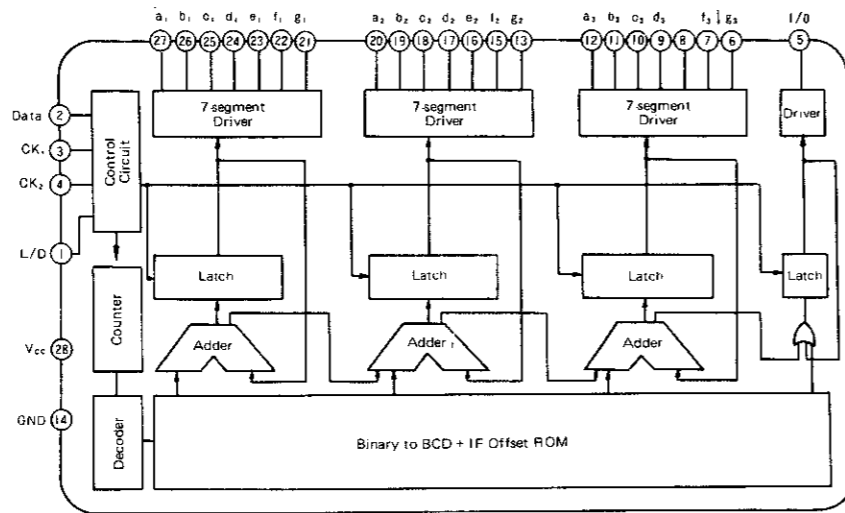 a₁ b₁ c₁ d₁ e₁ f₁ g₁ a₂ b₂ c₂ d₂ e₂ f₂ g₂ a₃ b₃ c₃ d₃ f₃ g₃ I/O
27 26 25 24 23 22 21 20 19 18 17 16 15 13 12 11 10 9 8 7 6 5
7-segment Driver
7-segment Driver
7-segment Driver
Driver
Data 2
CK₁ 3
CK₂ 4
L/D 1
Control Circuit
Latch
Latch
Latch
Latch
Counter
Adder
Adder
Adder
Vcc 28
GND 14
Decoder
Binary to BCD + IF Offset ROM